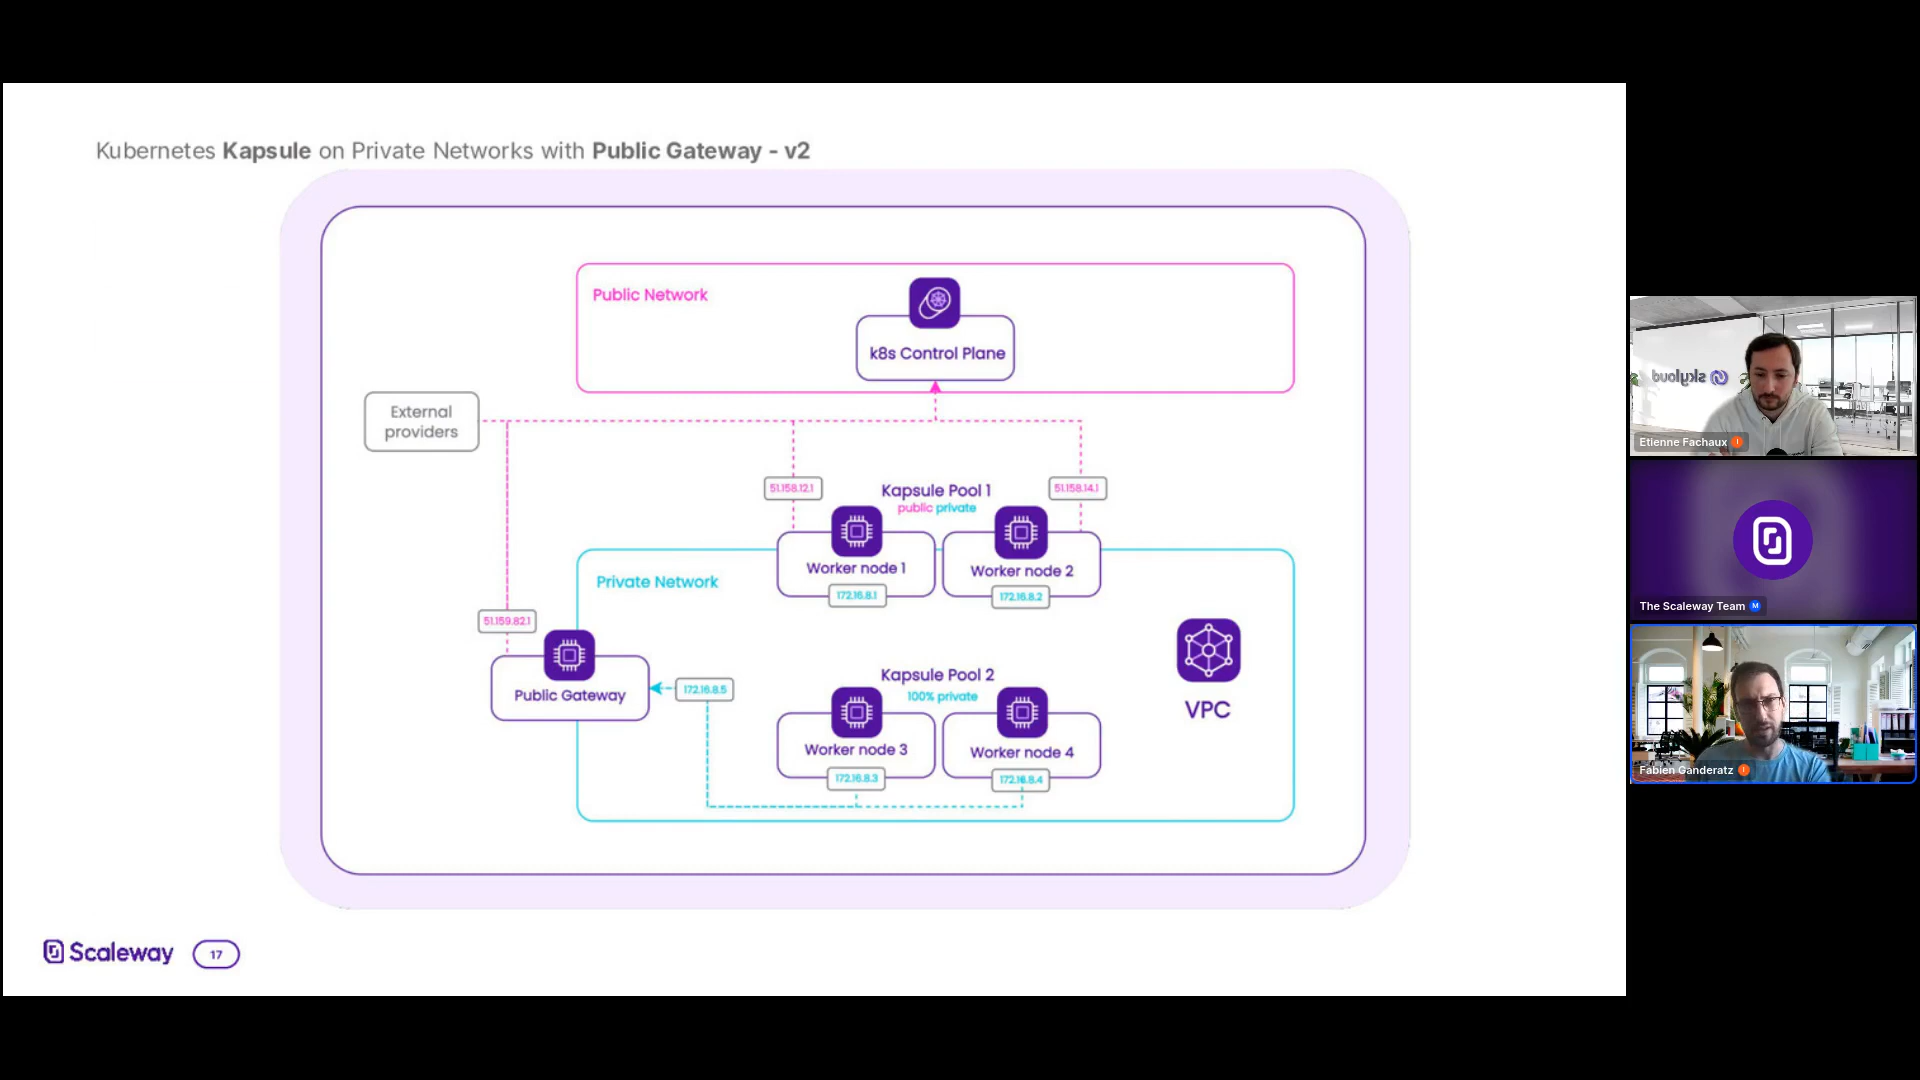 Kubernetes Kapsule on Private Networks with Public Gateway - v2
Public Network
k8s Control Plane
External
providers
51.158.12.1
Kapsule Pool 1
public private
51.158.14.1
Worker node 1
Worker node 2
172.16.8.1
172.16.8.2
Private Network
51.159.82.1
Public Gateway
172.16.8.5
Kapsule Pool 2
100% private
Worker node 3
Worker node 4
172.16.8.3
172.16.8.4
VPC
Scaleway
17
skyloud
Etienne Fachaux
The Scaleway Team
M
Fabien Ganderatz